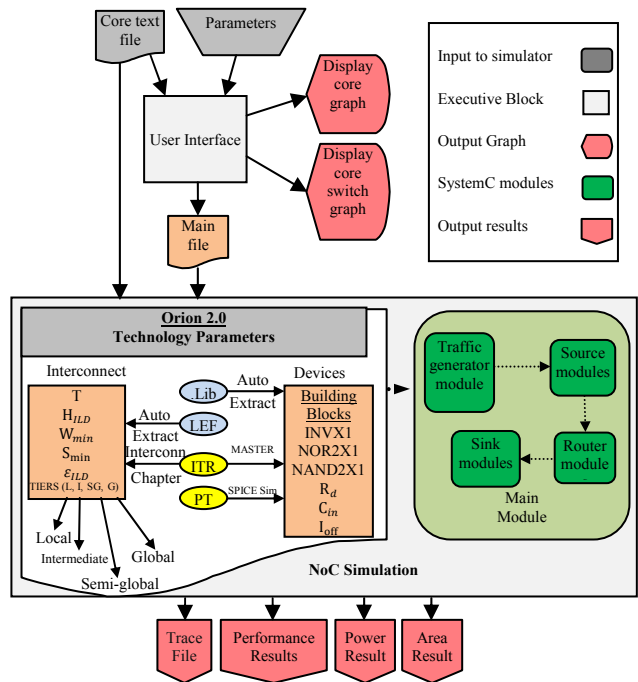 Core text
file
Parameters
Display
core
graph
User Interface
Display
core
switch
graph
Main
file
Input to simulator
Executive Block
Output Graph
SystemC modules
Output results
Orion 2.0
Technology Parameters
Interconnect
T
H_ILD
W_min
S_min
ε_ILD
TIERS (L, I, SG, G)
Local
Intermediate
Semi-global
Global
Auto
Extract
Interconn
Chapter
.Lib
LEF
ITR
PT
Auto
Extract
MASTER
SPICE Sim
Devices
Building
Blocks
INVX1
NOR2X1
NAND2X1
R_d
C_in
I_off
Traffic
generator
module
Source
modules
Sink
modules
Router
module
Main
Module
NoC Simulation
Trace
File
Performance
Results
Power
Result
Area
Result